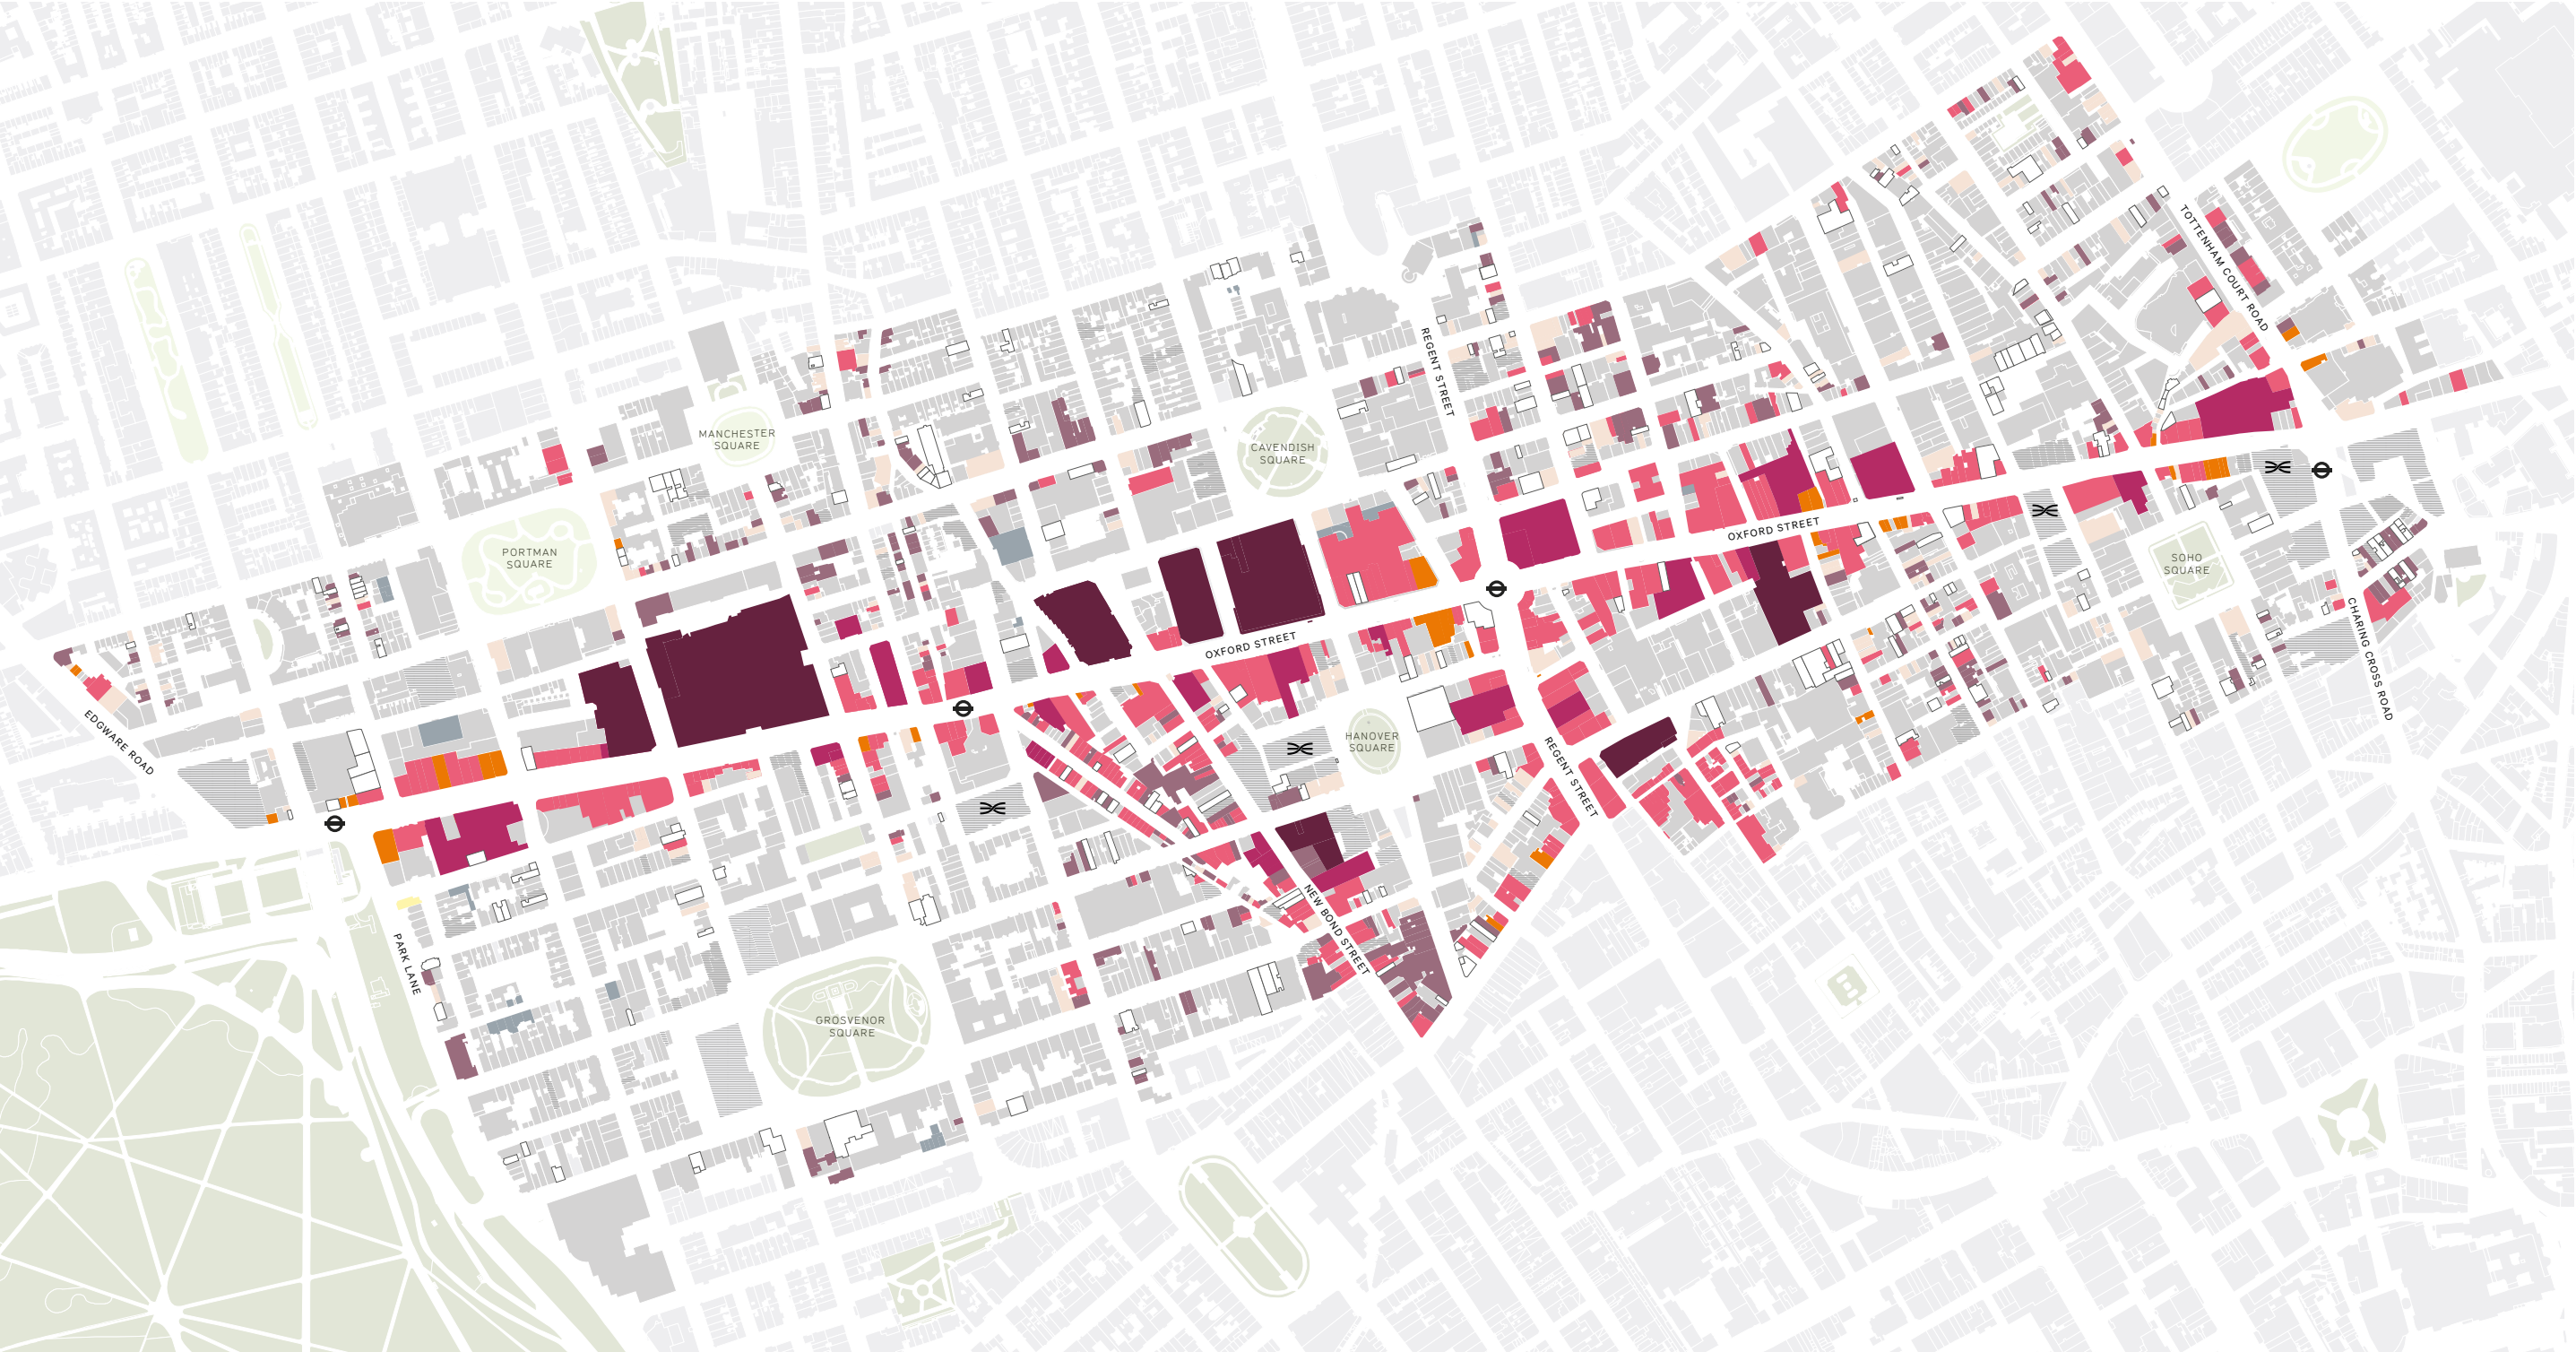 TOTTENHAM COURT ROAD
REGENT STREET
MANCHESTER
SQUARE
CAVENDISH
SQUARE
OXFORD STREET
PORTMAN
SQUARE
SOHO
SQUARE
OXFORD STREET
CHARING CROSS ROAD
EDGWARE ROAD
HANOVER
SQUARE
REGENT STREET
NEW BOND STREET
PARK LANE
GROSVENOR
SQUARE